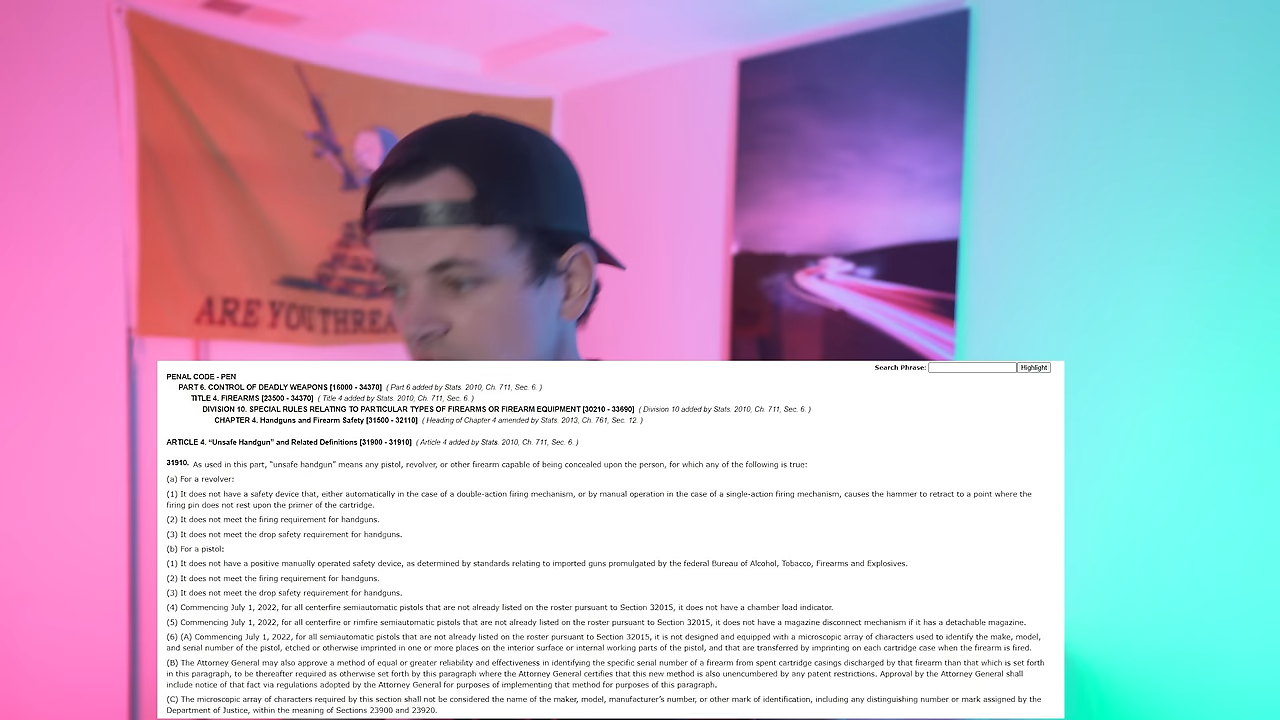 ARE YOU THREA
Search Phrase:
Highlight
PENAL CODE - PEN
PART 6. CONTROL OF DEADLY WEAPONS [16000 - 34370] ( Part 6 added by Stats. 2010, Ch. 711, Sec. 6. )
TITLE 4. FIREARMS [23500 - 34370] ( Title 4 added by Stats. 2010, Ch. 711, Sec. 6. )
DIVISION 10. SPECIAL RULES RELATING TO PARTICULAR TYPES OF FIREARMS OR FIREARM EQUIPMENT [30210 - 33690] ( Division 10 added by Stats. 2010, Ch. 711, Sec. 6. )
CHAPTER 4. Handguns and Firearm Safety [31500 - 32110] ( Heading of Chapter 4 amended by Stats. 2013, Ch. 761, Sec. 12. )
ARTICLE 4. "Unsafe Handgun" and Related Definitions [31900 - 31910] ( Article 4 added by Stats. 2010, Ch. 711, Sec. 6. )
31910. As used in this part, "unsafe handgun" means any pistol, revolver, or other firearm capable of being concealed upon the person, for which any of the following is true:
(a) For a revolver:
(1) It does not have a safety device that, either automatically in the case of a double-action firing mechanism, or by manual operation in the case of a single-action firing mechanism, causes the hammer to retract to a point where the
firing pin does not rest upon the primer of the cartridge.
(2) It does not meet the firing requirement for handguns.
(3) It does not meet the drop safety requirement for handguns.
(b) For a pistol:
(1) It does not have a positive manually operated safety device, as determined by standards relating to imported guns promulgated by the federal Bureau of Alcohol, Tobacco, Firearms and Explosives.
(2) It does not meet the firing requirement for handguns.
(3) It does not meet the drop safety requirement for handguns.
(4) Commencing July 1, 2022, for all centerfire semiautomatic pistols that are not already listed on the roster pursuant to Section 32015, it does not have a chamber load indicator.
(5) Commencing July 1, 2022, for all centerfire or rimfire semiautomatic pistols that are not already listed on the roster pursuant to Section 32015, it does not have a magazine disconnect mechanism if it has a detachable magazine.
(6) (A) Commencing July 1, 2022, for all semiautomatic pistols that are not already listed on the roster pursuant to Section 32015, it is not designed and equipped with a microscopic array of characters used to identify the make, model,
and serial number of the pistol, etched or otherwise imprinted in one or more places on the interior surface or internal working parts of the pistol, and that are transferred by imprinting on each cartridge case when the firearm is fired.
(B) The Attorney General may also approve a method of equal or greater reliability and effectiveness in identifying the specific serial number of a firearm from spent cartridge casings discharged by that firearm than that which is set forth
in this paragraph, to be thereafter required as otherwise set forth by this paragraph where the Attorney General certifies that this new method is also unencumbered by any patent restrictions. Approval by the Attorney General shall
include notice of that fact via regulations adopted by the Attorney General for purposes of implementing that method for purposes of this paragraph.
(C) The microscopic array of characters required by this section shall not be considered the name of the maker, model, manufacturer's number, or other mark of identification, including any distinguishing number or mark assigned by the
Department of Justice, within the meaning of Sections 23900 and 23920.